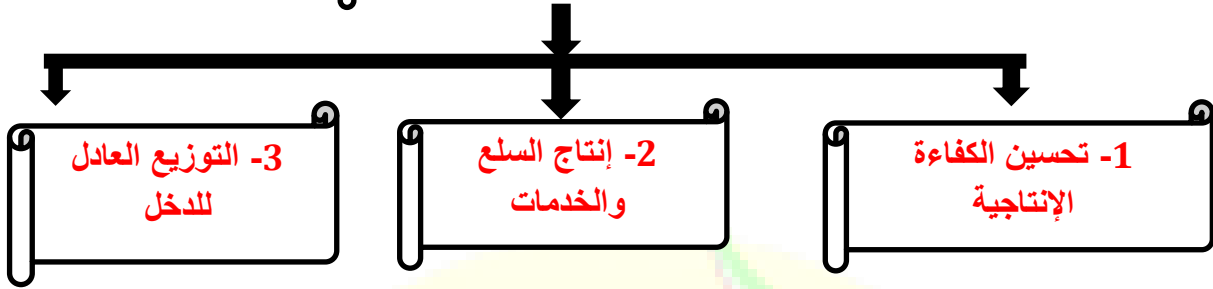 1- تحسين الكفاءة
الإنتاجية
2- إنتاج السلع
والخدمات
3- التوزيع العادل
للدخل